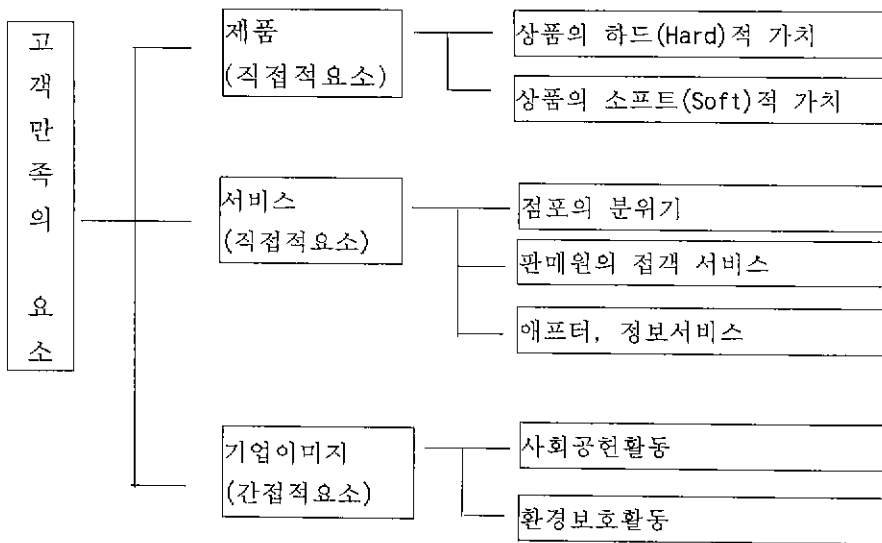 고객만족의 요소
제품
(직접적요소)
상품의 하드(Hard)적 가치
상품의 소프트(Soft)적 가치
서비스
(직접적요소)
점포의 분위기
판매원의 접객 서비스
애프터, 정보서비스
기업이미지
(간접적요소)
사회공헌활동
환경보호활동